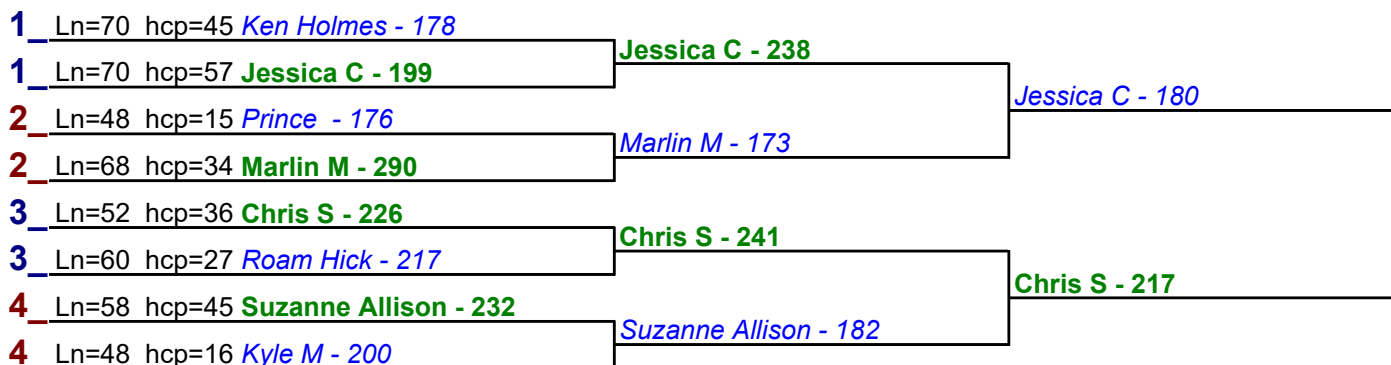 1_ Ln=70 hcp=45 Ken Holmes - 178
Jessica C - 238
1_ Ln=70 hcp=57 Jessica C - 199
Jessica C - 180
2_ Ln=48 hcp=15 Prince - 176
Marlin M - 173
2_ Ln=68 hcp=34 Marlin M - 290
3_ Ln=52 hcp=36 Chris S - 226
Chris S - 241
3_ Ln=60 hcp=27 Roam Hick - 217
Chris S - 217
4_ Ln=58 hcp=45 Suzanne Allison - 232
Suzanne Allison - 182
4 Ln=48 hcp=16 Kyle M - 200